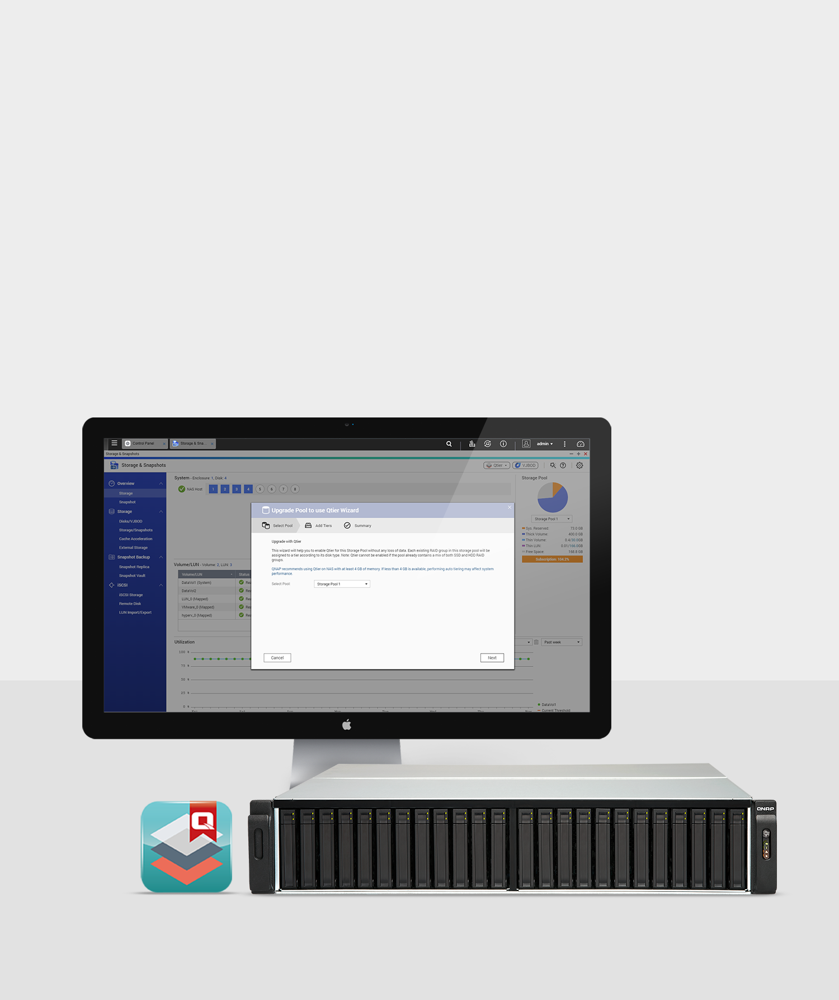 Control Panel
Storage & Sna...
admin
Storage & Snapshots
Storage & Snapshots
Qtier
VJBOD
Overview
Storage
Snapshot
Storage
Disks/VJBOD
Storage/Snapshots
Cache Acceleration
External Storage
Snapshot Backup
Snapshot Replica
Snapshot Vault
iSCSI
iSCSI Storage
Remote Disk
LUN Import/Export
System - Enclosure: 1, Disk: 4
NAS Host
1 2 3 4 5 6 7 8
Storage Pool
Storage Pool 1
Sys. Reserved: 73.0 GB
Thick Volume: 400.0 GB
Thin Volume: 0.4/30.0GB
Thin LUN: 0.01/166.0GB
Free Space: 168.8 GB
Subscription: 104.2%
Upgrade Pool to use Qtier Wizard
Select Pool
Add Tiers
Summary
Upgrade with Qtier
This wizard will help you to enable Qtier for this Storage Pool without any loss of data. Each existing RAID group in this storage pool will be
assigned to a tier according to its disk type. Note: Qtier cannot be enabled if the pool already contains a mix of both SSD and HDD RAID
groups.
QNAP recommends using Qtier on NAS with at least 4 GB of memory. If less than 4 GB is available, performing auto tiering may affect system
performance.
Select Pool: Storage Pool 1
Cancel
Next
Volume/LUN - Volume: 2, LUN: 3
Volume/LUN Status
DataVol1 (System) Rea
DataVol2 Rea
LUN_0 (Mapped) Rea
VMware_0 (Mapped) Rea
hyperv_0 (Mapped) Rea
Utilization
Past week
100 %
75 %
50 %
25 %
0 %
DataVol1
Current Threshold
Q
QNAP